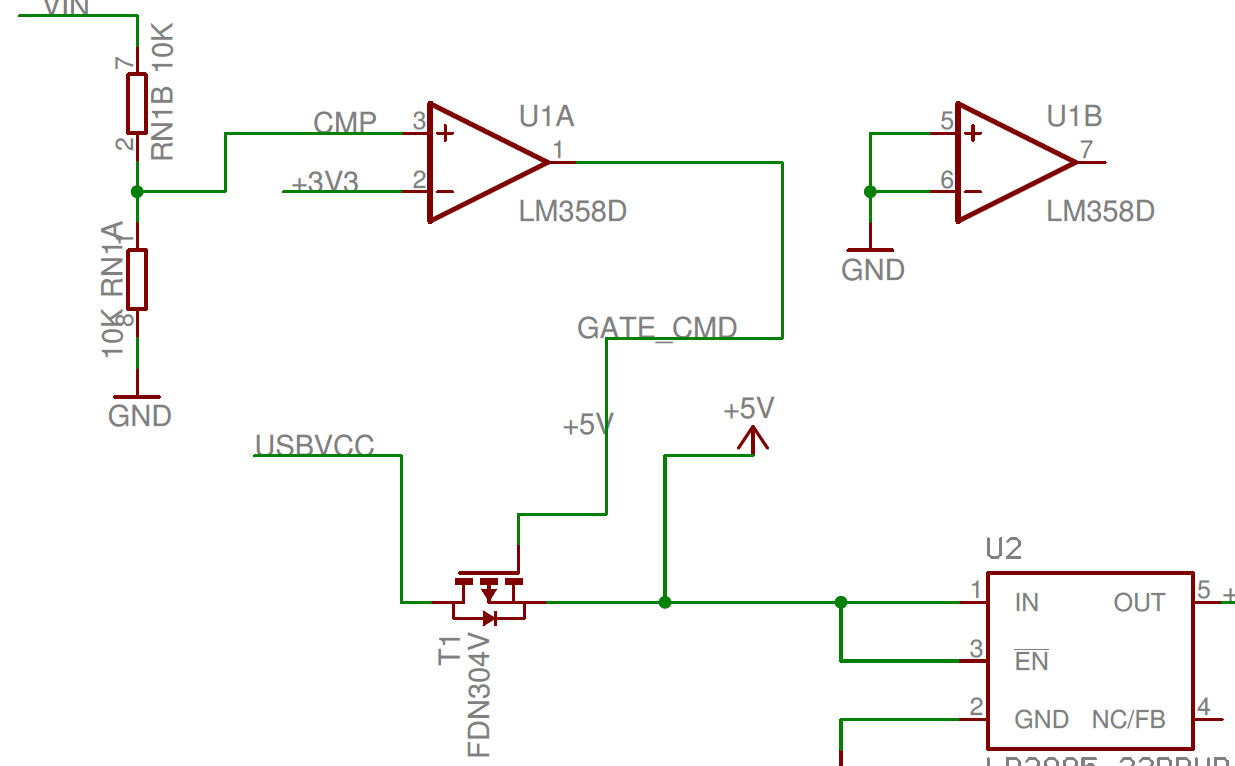 VIN
7
RN1B 10K
2
CMP
3
U1A
1
+3V3
2
LM358D
5
U1B
7
6
LM358D
GND
1
10K RN1A
8
GND
GATE_CMD
+5V
+5V
USBVCC
T1
FDN304V
U2
1 IN OUT 5 +
3 EN
2 GND NC/FB 4